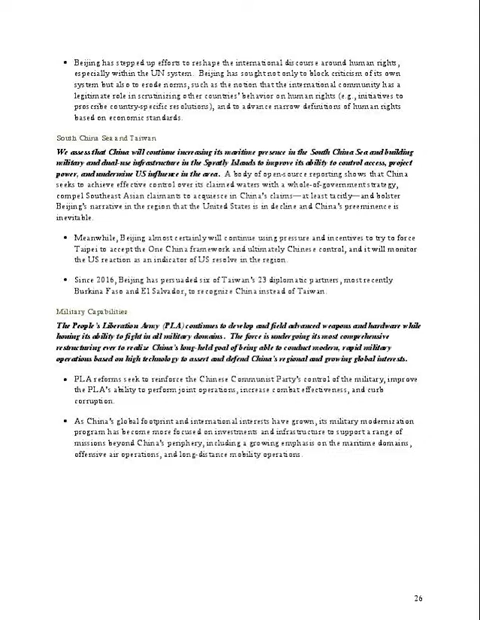 • Beijing has stepped up efforts to reshape the international discourse around human rights,
especially within the UN system. Beijing has sought not only to block criticism of its own
system but also to erode norms, such as the notion that the international community has a
legitimate role in scrutinizing other countries' behavior on human rights (e.g., initiatives to
proscribe country-specific resolutions), and to advance narrow definitions of human rights
based on economic standards.
South China Sea and Taiwan
We assess that China will continue increasing its maritime presence in the South China Sea and building
military and dual-use infrastructure in the Spratly Islands to improve its ability to control access, project
power, and undermine US influence in the area. A body of open-source reporting shows that China
seeks to achieve effective control over its claimed waters with a whole-of-government strategy,
compel Southeast Asian claimants to acquiesce in China's claims—at least tacitly—and bolster
Beijing's narrative in the region that the United States is in decline and China's preeminence is
inevitable.
• Meanwhile, Beijing almost certainly will continue using pressure and incentives to try to force
Taipei to accept the One China framework and ultimately Chinese control, and it will monitor
the US reaction as an indicator of US resolve in the region.
• Since 2016, Beijing has persuaded six of Taiwan's 23 diplomatic partners, most recently
Burkina Faso and El Salvador, to recognize China instead of Taiwan.
Military Capabilities
The People's Liberation Army (PLA) continues to develop and field advanced weapons and hardware while
honing its ability to fight in all military domains. The force is undergoing its most comprehensive
restructuring ever to realize China's long-held goal of being able to conduct modern, rapid military
operations based on high technology to assert and defend China's regional and growing global interests.
• PLA reforms seek to reinforce the Chinese Communist Party's control of the military, improve
the PLA's ability to perform joint operations, increase combat effectiveness, and curb
corruption.
• As China's global footprint and international interests have grown, its military modernization
program has become more focused on investments and infrastructure to support a range of
missions beyond China's periphery, including a growing emphasis on the maritime domains,
offensive air operations, and long-distance mobility operations.
26